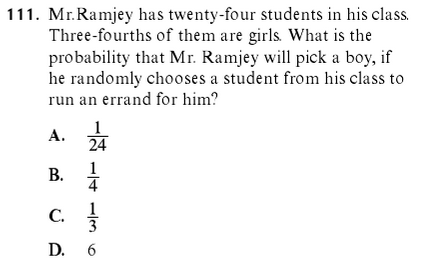 111. Mr.Ramjey has twenty-four students in his class.
Three-fourths of them are girls. What is the
probability that Mr. Ramjey will pick a boy, if
he randomly chooses a student from his class to
run an errand for him?
A. 1/24
B. 1/4
C. 1/3
D. 6